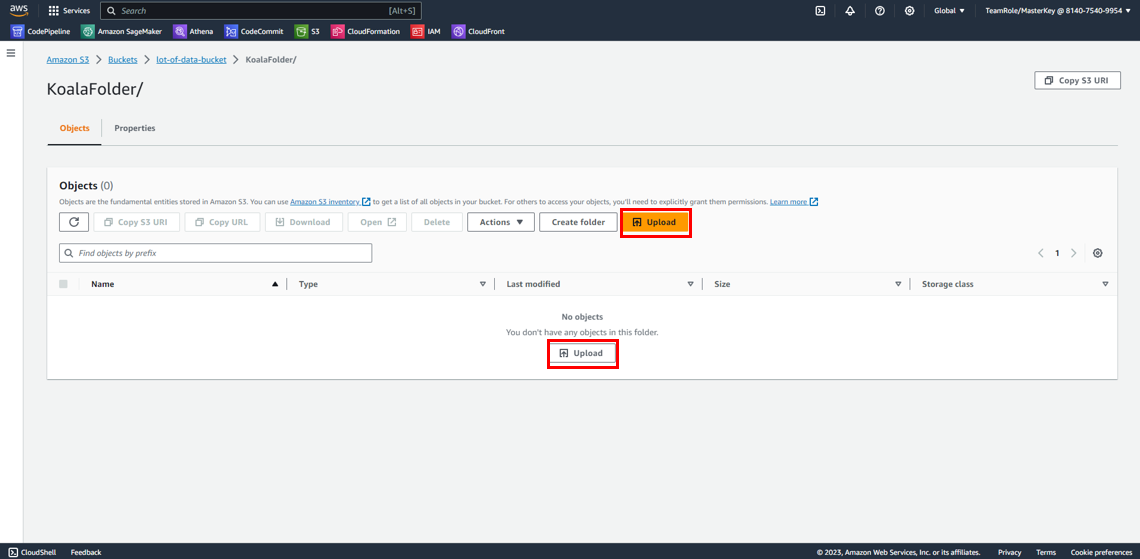 aws Services Search [Alt+S] Global TeamRole/MasterKey @ 8140-7540-9954
CodePipeline Amazon SageMaker Athena CodeCommit S3 CloudFormation IAM CloudFront
Amazon S3 Buckets lot-of-data-bucket KoalaFolder/
KoalaFolder/
Copy S3 URI
Objects Properties
Objects (0)
Objects are the fundamental entities stored in Amazon S3. You can use Amazon S3 inventory to get a list of all objects in your bucket. For others to access your objects, you'll need to explicitly grant them permissions. Learn more
Copy S3 URI Copy URL Download Open Delete Actions Create folder Upload
Find objects by prefix 1
Name Type Last modified Size Storage class
No objects
You don't have any objects in this folder.
Upload
CloudShell Feedback © 2023, Amazon Web Services, Inc. or its affiliates. Privacy Terms Cookie preferences